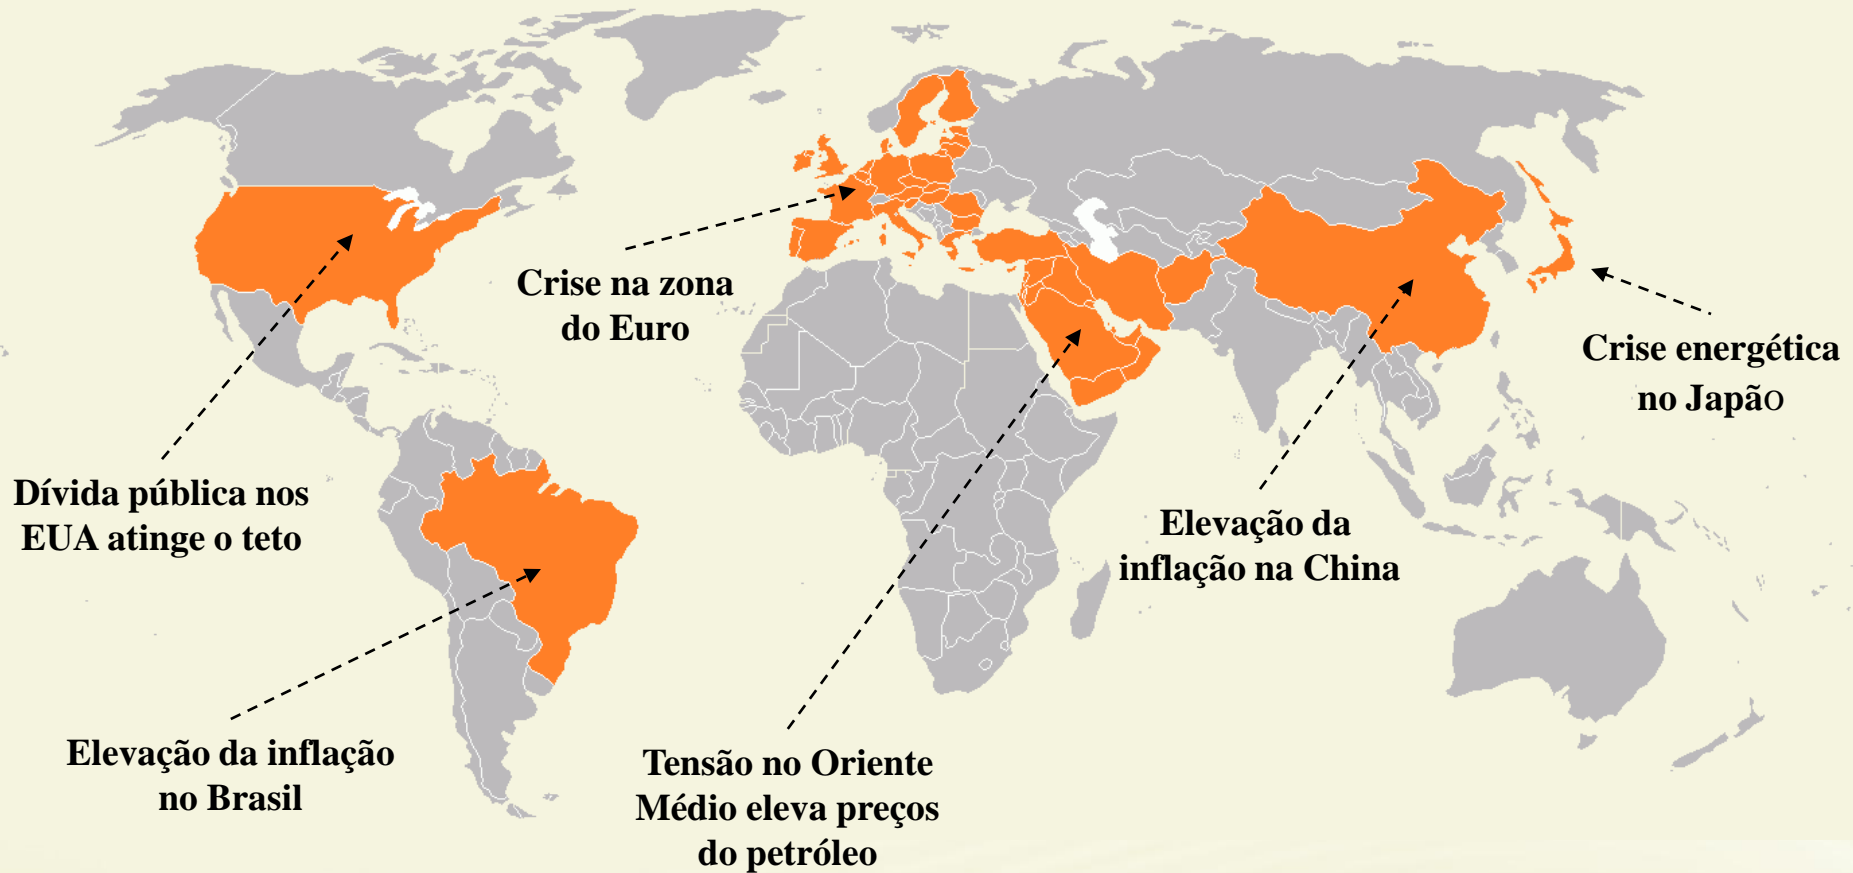 Crise na zona
do Euro
Crise energética
no Japão
Dívida pública nos
EUA atinge o teto
Elevação da
inflação na China
Elevação da inflação
no Brasil
Tensão no Oriente
Médio eleva preços
do petróleo